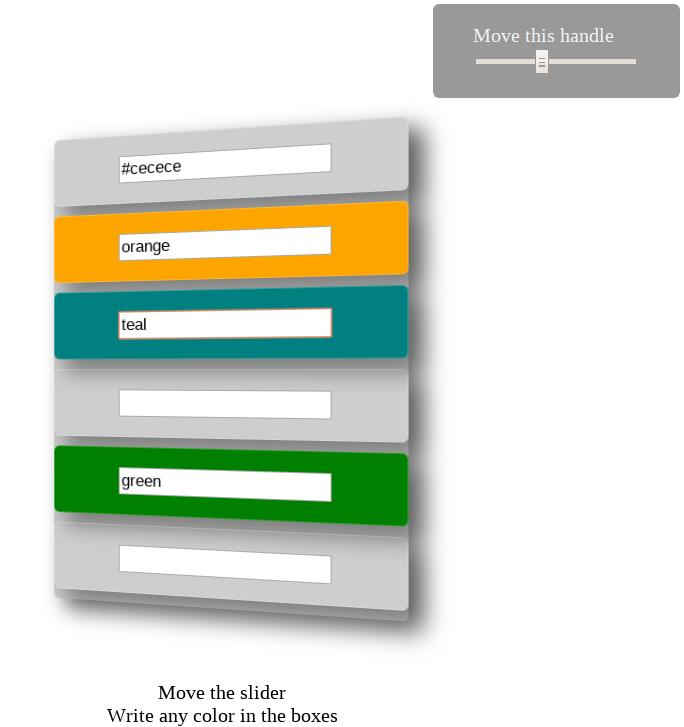 Move this handle
#cecece
orange
teal
green
Move the slider
Write any color in the boxes